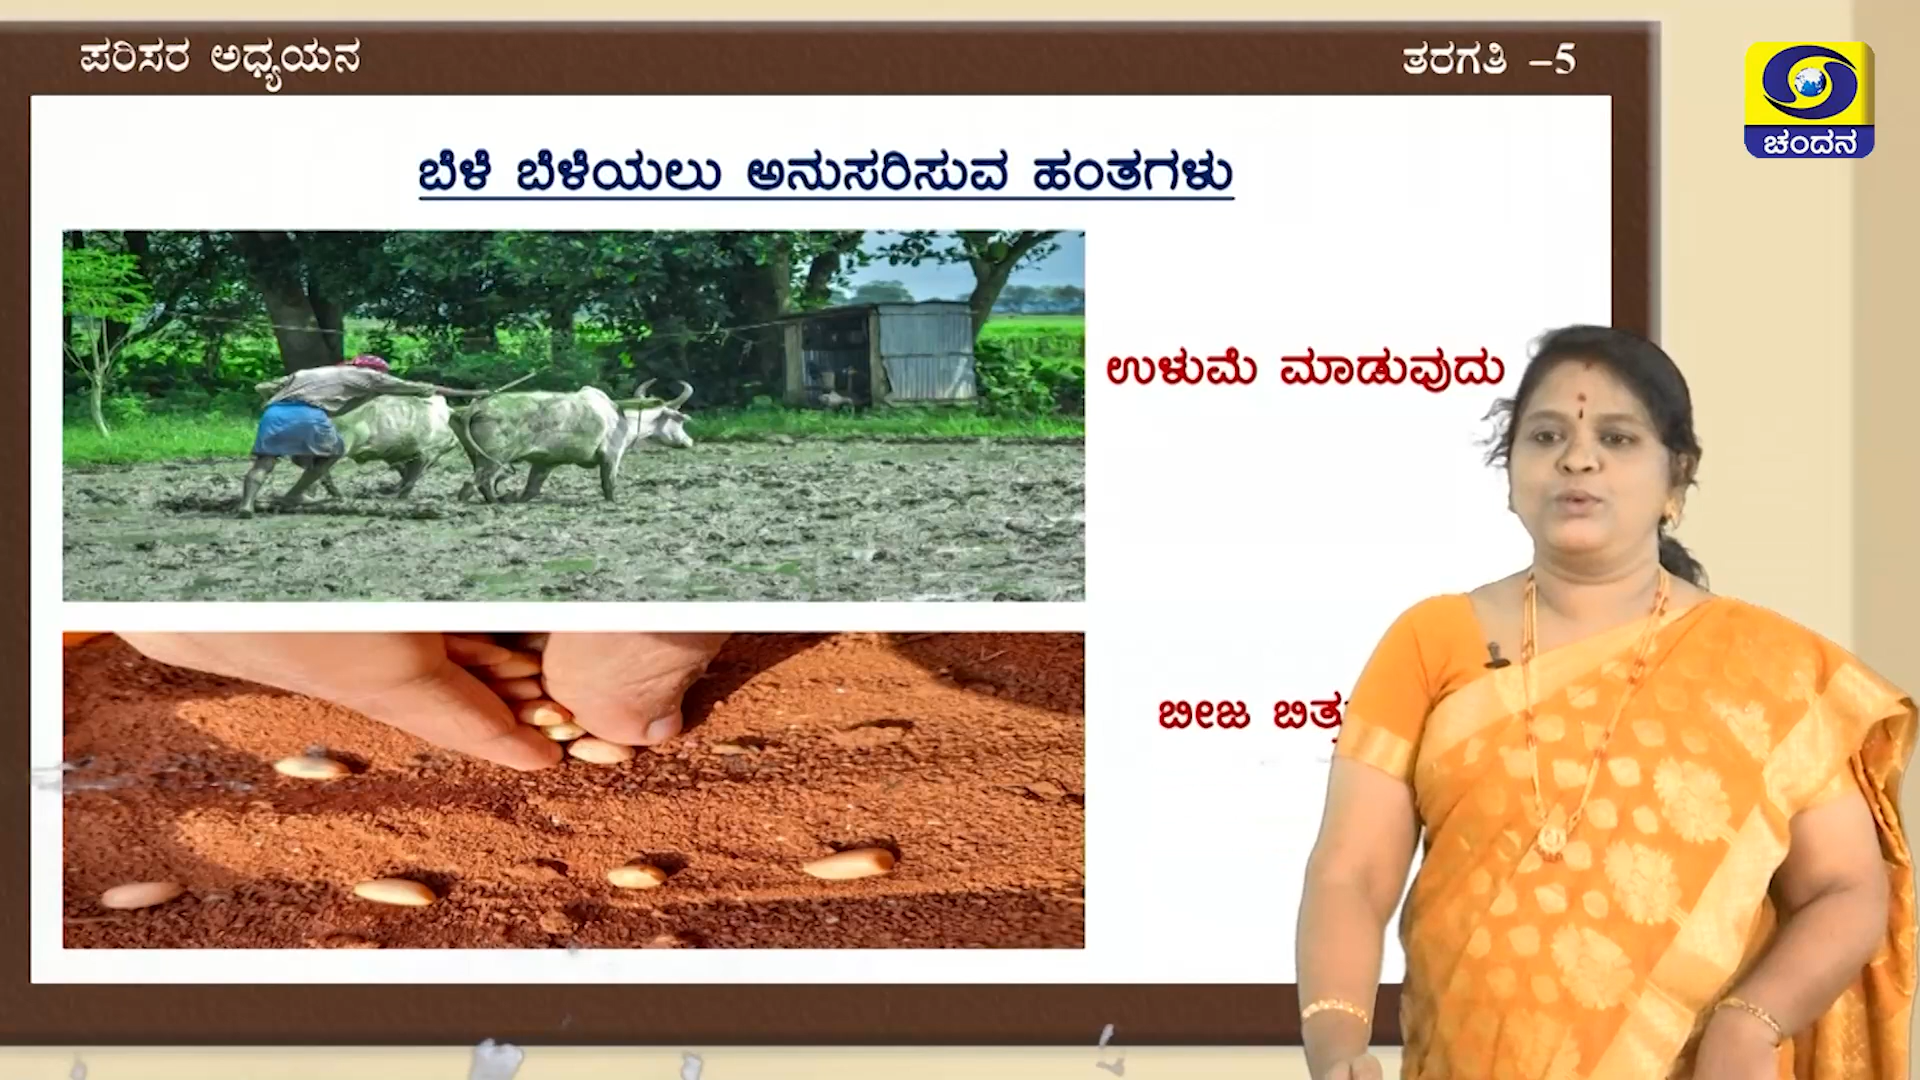 ಪರಿಸರ ಅಧ್ಯಯನ
ತರಗತಿ –5
ಚಂದನ
ಬೆಳೆ ಬೆಳೆಯಲು ಅನುಸರಿಸುವ ಹಂತಗಳು
ಉಳುಮೆ ಮಾಡುವುದು
ಬೀಜ